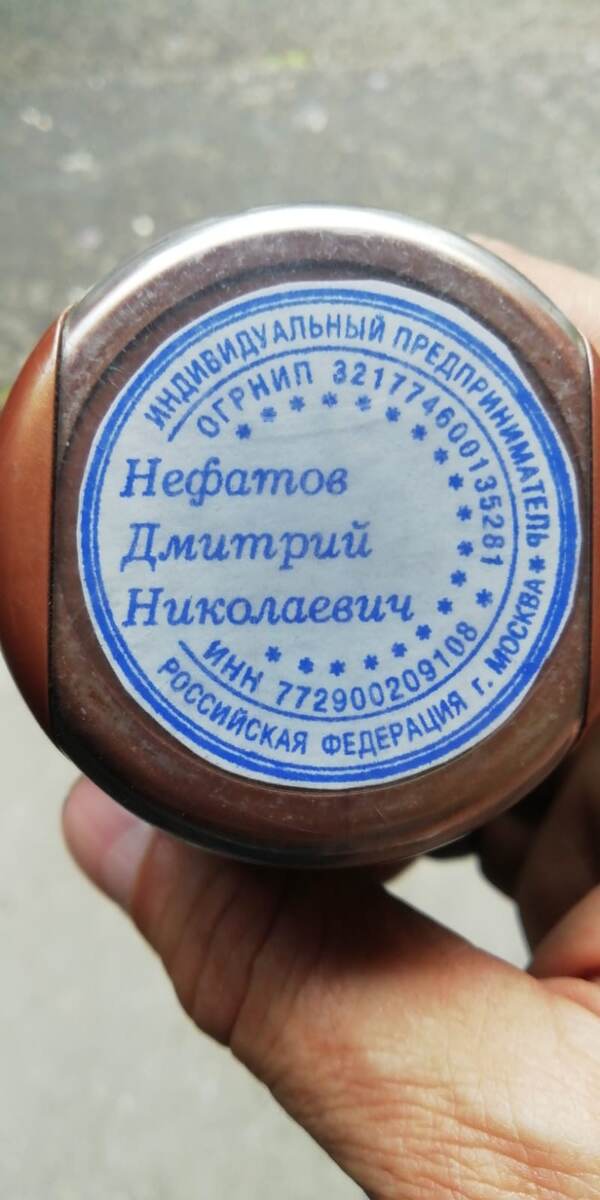 ИНДИВИДУАЛЬНЫЙ ПРЕДПРИНИМАТЕЛЬ *
ОГРНИП 321774600135281 *
Нефатов
Дмитрий
Николаевич
ИНН 772900209108
РОССИЙСКАЯ ФЕДЕРАЦИЯ г. МОСКВА